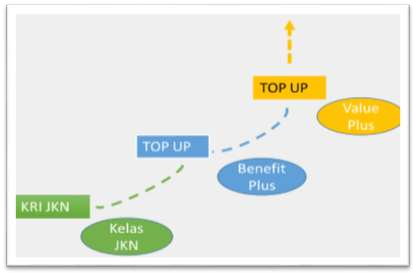 TOP UP
Value
Plus
TOP UP
Benefit
Plus
KRI JKN
Kelas
JKN